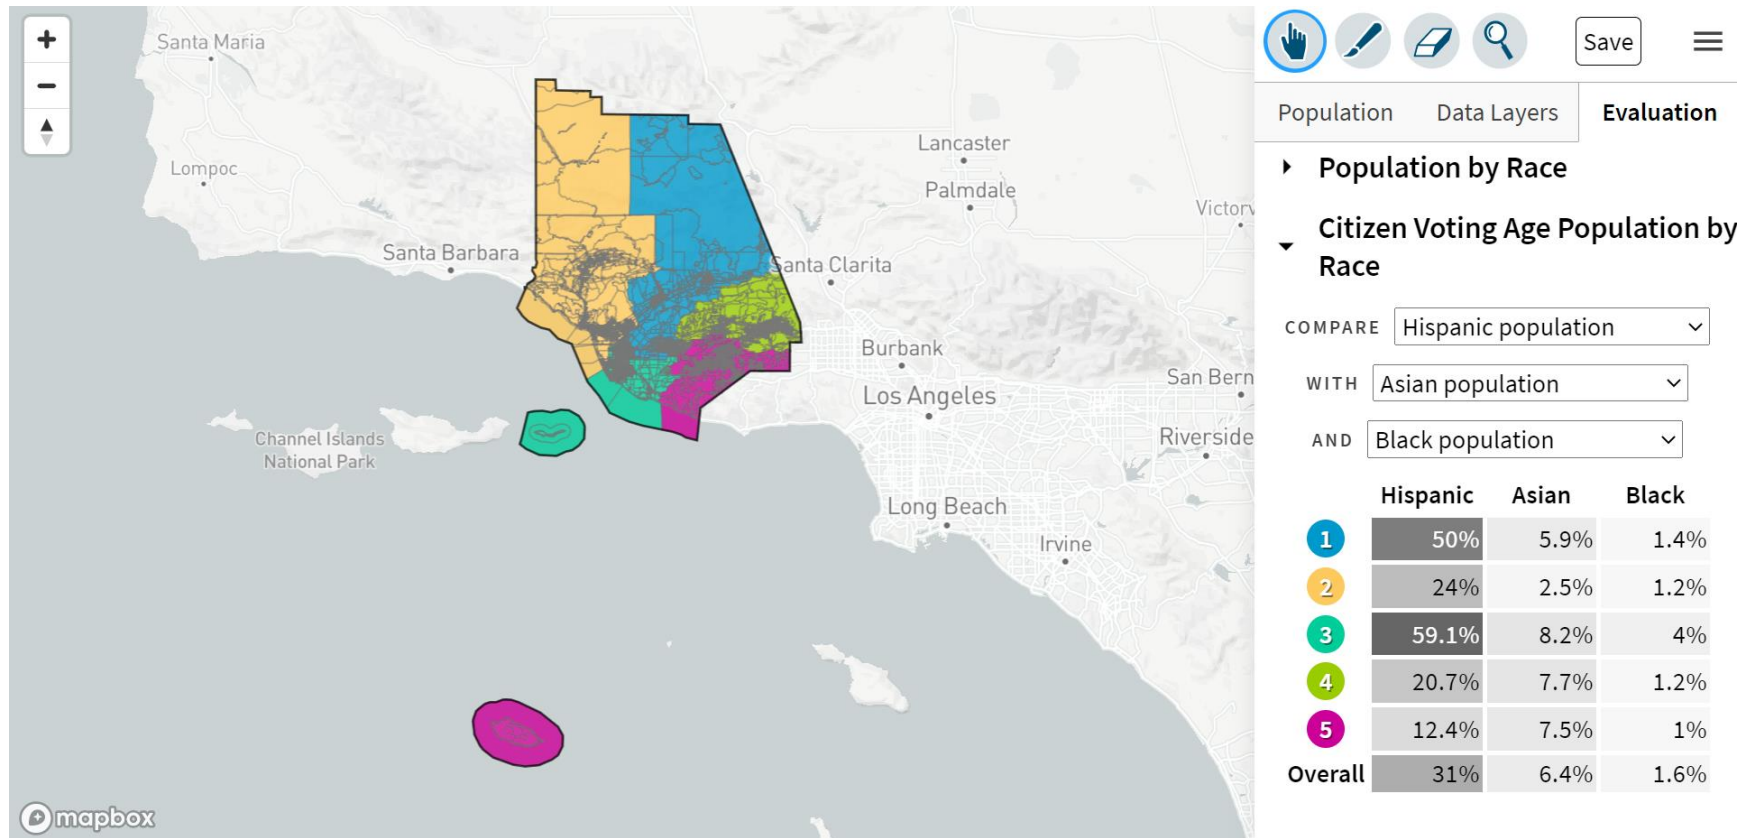 Santa Maria
Lompoc
Santa Barbara
Lancaster
Palmdale
Victorv
Santa Clarita
Burbank
Los Angeles
San Bern
Riverside
Channel Islands
National Park
Long Beach
Irvine
mapbox
Save
Population Data Layers Evaluation
Population by Race
Citizen Voting Age Population by
Race
COMPARE Hispanic population
WITH Asian population
AND Black population
Hispanic Asian Black
1 50% 5.9% 1.4%
2 24% 2.5% 1.2%
3 59.1% 8.2% 4%
4 20.7% 7.7% 1.2%
5 12.4% 7.5% 1%
Overall 31% 6.4% 1.6%